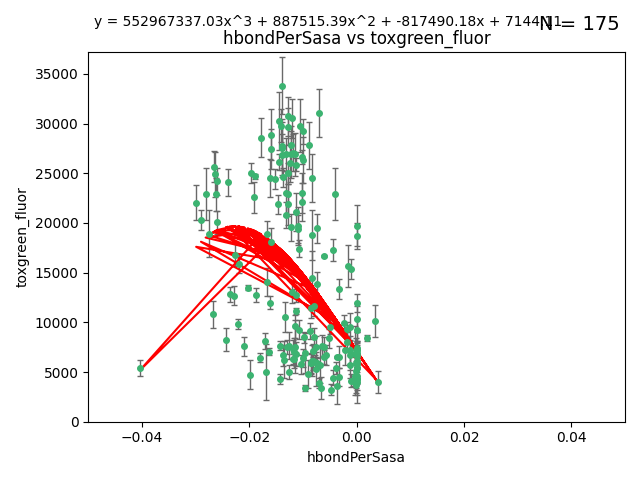 y = 552967337.03x^3 + 887515.39x^2 + -817490.18x + 7144.11
N = 175
hbondPerSasa vs toxgreen_fluor
35000
30000
25000
20000
15000
10000
5000
0
toxgreen_fluor
−0.04
−0.02
0.00
0.02
0.04
hbondPerSasa